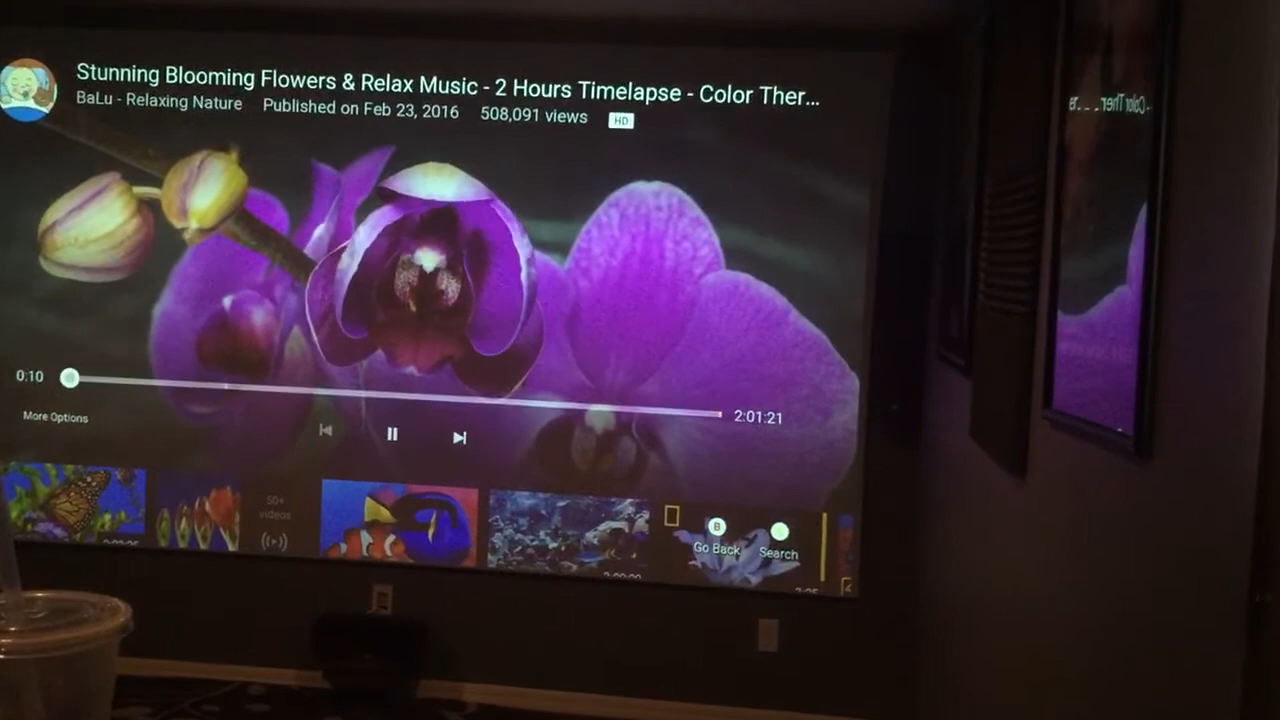 Stunning Blooming Flowers & Relax Music - 2 Hours Timelapse - Color Ther...
BaLu - Relaxing Nature Published on Feb 23, 2016 508,091 views HD
0:10
2:01:21
More Options
50+
videos
B
Go Back
Search